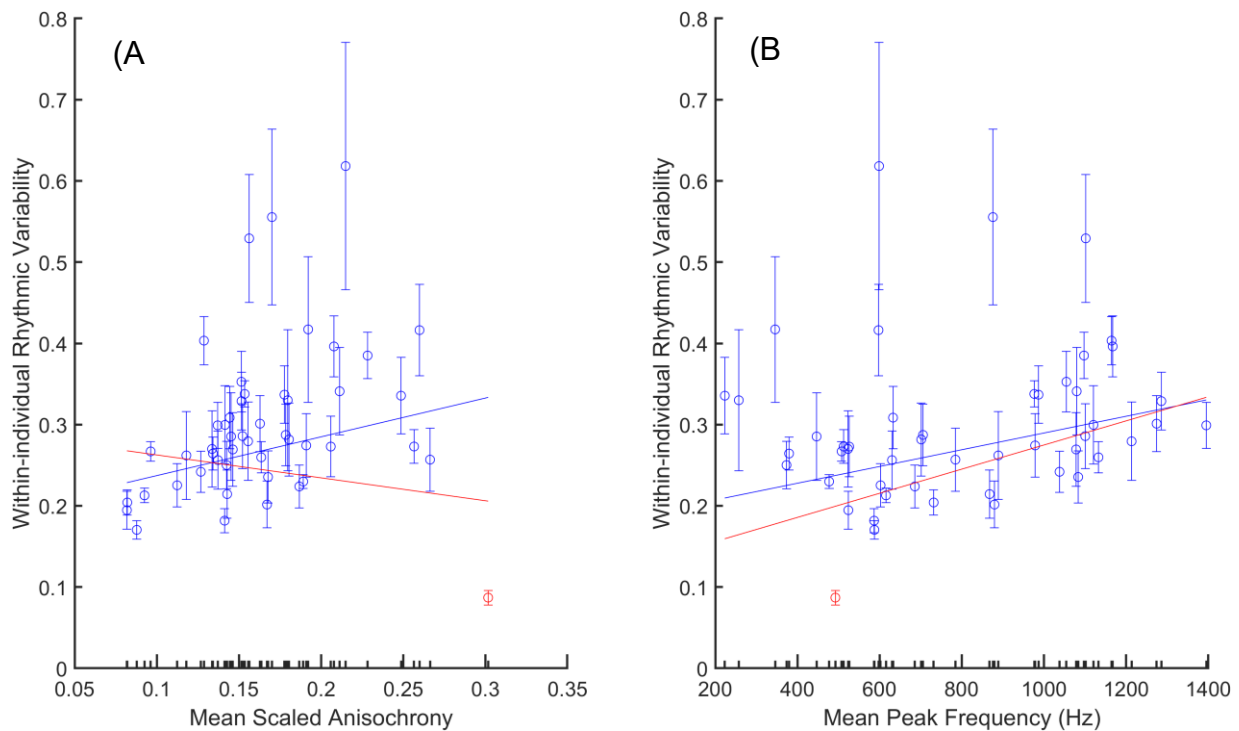 (A
Within-individual Rhythmic Variability
0.8
0.7
0.6
0.5
0.4
0.3
0.2
0.1
0
0.05 0.1 0.15 0.2 0.25 0.3 0.35
Mean Scaled Anisochrony
(B
Within-individual Rhythmic Variability
0.8
0.7
0.6
0.5
0.4
0.3
0.2
0.1
0
200 400 600 800 1000 1200 1400
Mean Peak Frequency (Hz)